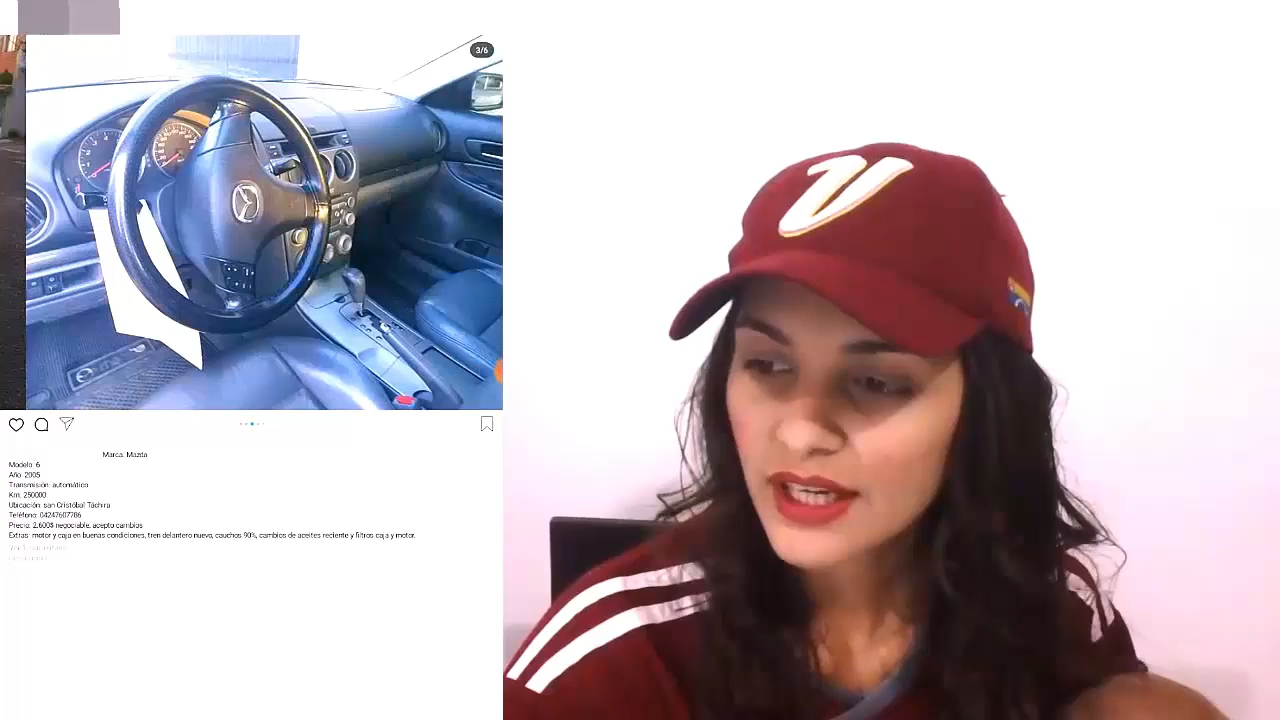 3/6
V
Marca: Mazda
Modelo: 6
Año: 2005
Transmisión: automático
Km: 250000
Ubicación: san Cristóbal Táchira
Teléfono: 04247607786
Precio: 2.600$ negociable, acepto cambios
Extras: motor y caja en buenas condiciones, tren delantero nuevo, cauchos 90%, cambios de aceites reciente y filtros caja y motor.